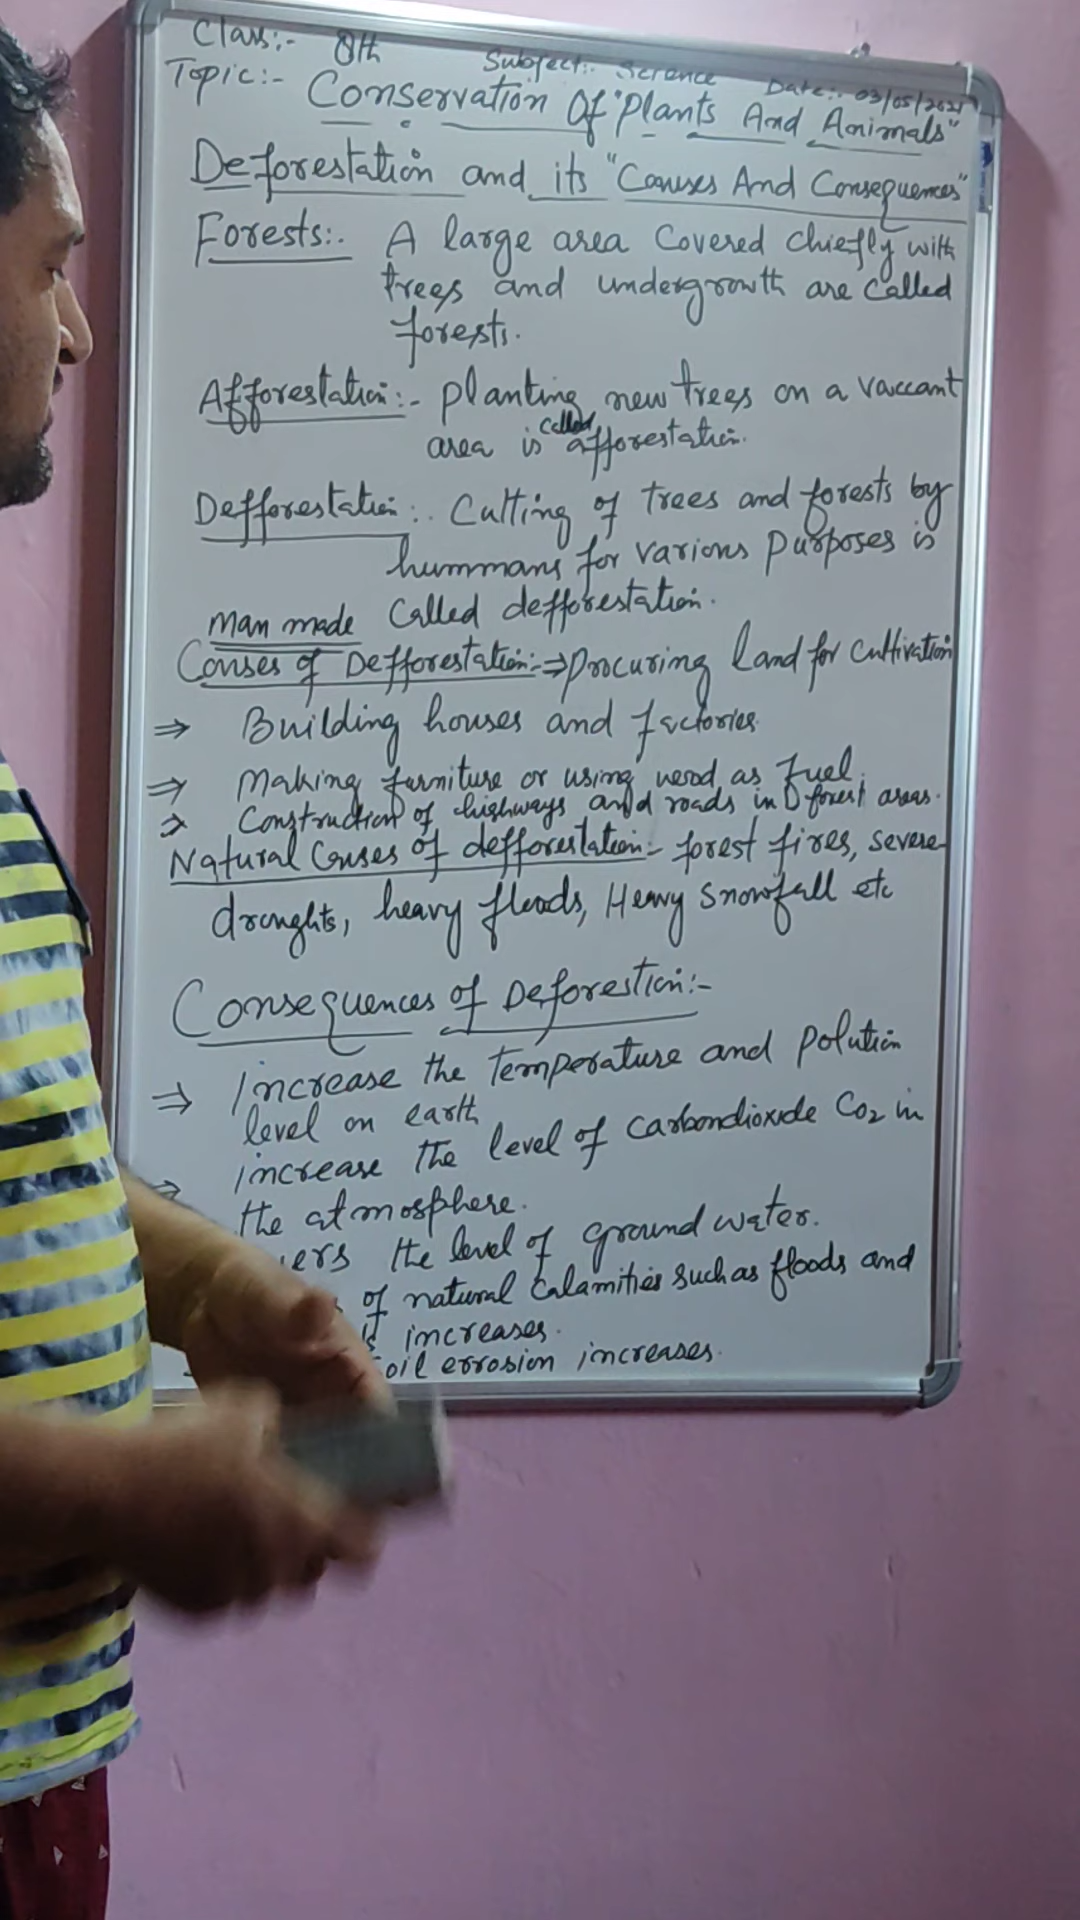 Class:- 8th Subject:- Science Date:- 03/05/2021
Topic:- Conservation Of "Plants And Animals"
Deforestation and its "Causes And Consequences"
Forests:- A large area Covered chiefly with
trees and undergrowth are called
forests.
Afforestation:- planting new trees on a vaccant
area is called afforestation.
Defforestation:- Cutting of trees and forests by
hummans for various purposes is
called defforestation.
man made
Causes of Defforestation:- ⇒ procuring land for cultivation
⇒ Building houses and factories
⇒ Making furniture or using wood as fuel.
⇒ Construction of highways and roads in forest areas.
Natural Causes of defforestation- forest fires, severe
droughts, heavy floods, Heavy snowfall etc
Consequences of Deforestion:-
⇒ Increase the temperature and polution
level on earth
⇒ increase the level of carbondioxide CO2 in
the atmosphere.
the level of ground water.
of natural calamities such as floods and
increases.
errosion increases.